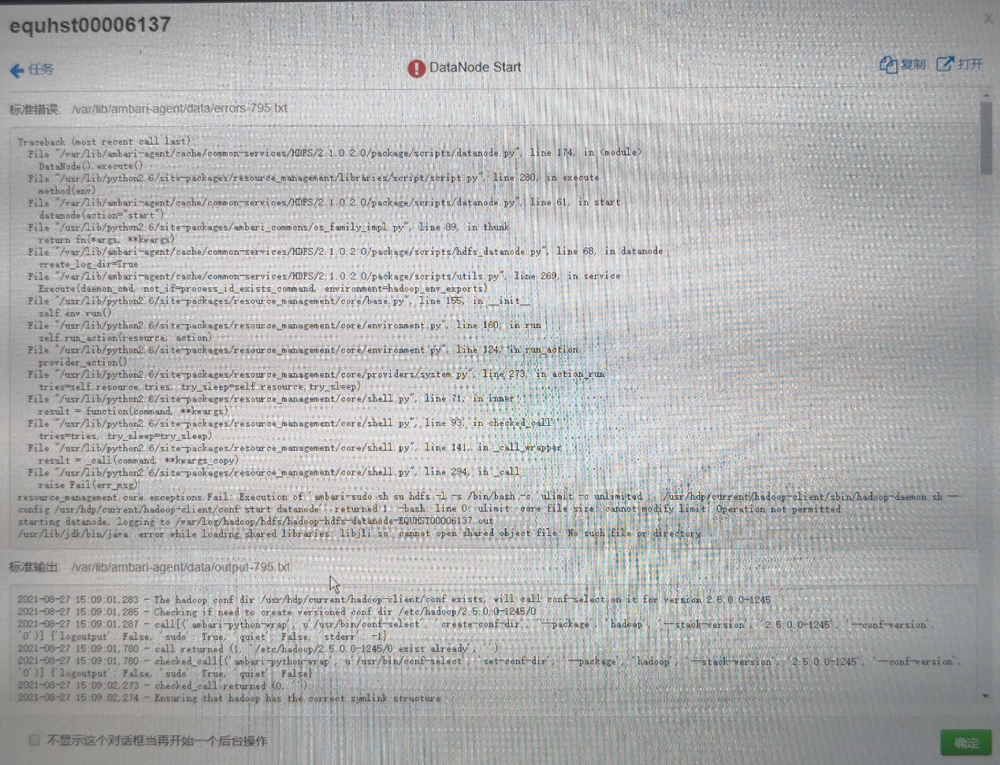 equhst00006137
任务
DataNode Start
复制
打开
标准错误: /var/lib/ambari-agent/data/errors-795.txt
Traceback (most recent call last):
File "/var/lib/ambari-agent/cache/common-services/HDFS/2.1.0.2.0/package/scripts/datanode.py", line 174, in <module>
DataNode().execute()
File "/usr/lib/python2.6/site-packages/resource_management/libraries/script/script.py", line 280, in execute
method(env)
File "/var/lib/ambari-agent/cache/common-services/HDFS/2.1.0.2.0/package/scripts/datanode.py", line 61, in start
datanode(action="start")
File "/usr/lib/python2.6/site-packages/ambari_commons/os_family_impl.py", line 89, in thunk
return fn(*args, **kwargs)
File "/var/lib/ambari-agent/cache/common-services/HDFS/2.1.0.2.0/package/scripts/hdfs_datanode.py", line 68, in datanode
create_log_dir=True
File "/var/lib/ambari-agent/cache/common-services/HDFS/2.1.0.2.0/package/scripts/utils.py", line 269, in service
Execute(daemon_cmd, not_if=process_id_exists_command, environment=hadoop_env_exports)
File "/usr/lib/python2.6/site-packages/resource_management/core/base.py", line 155, in __init__
self.env.run()
File "/usr/lib/python2.6/site-packages/resource_management/core/environment.py", line 160, in run
self.run_action(resource, action)
File "/usr/lib/python2.6/site-packages/resource_management/core/environment.py", line 124, in run_action
provider_action()
File "/usr/lib/python2.6/site-packages/resource_management/core/providers/system.py", line 273, in action_run
tries=self.resource.tries, try_sleep=self.resource.try_sleep)
File "/usr/lib/python2.6/site-packages/resource_management/core/shell.py", line 71, in inner
result = function(command, **kwargs)
File "/usr/lib/python2.6/site-packages/resource_management/core/shell.py", line 93, in checked_call
tries=tries, try_sleep=try_sleep)
File "/usr/lib/python2.6/site-packages/resource_management/core/shell.py", line 141, in _call_wrapper
result = _call(command, **kwargs_copy)
File "/usr/lib/python2.6/site-packages/resource_management/core/shell.py", line 294, in _call
raise Fail(err_msg)
resource_management.core.exceptions.Fail: Execution of 'ambari-sudo.sh su hdfs -l -s /bin/bash -c 'ulimit -c unlimited ; /usr/hdp/current/hadoop-client/sbin/hadoop-daemon.sh --
config /usr/hdp/current/hadoop-client/conf start datanode'' returned 1. -bash: line 0: ulimit: core file size: cannot modify limit: Operation not permitted
starting datanode, logging to /var/log/hadoop/hdfs/hadoop-hdfs-datanode-EQUHST00006137.out
/usr/lib/jdk/bin/java: error while loading shared libraries: libjli.so: cannot open shared object file: No such file or directory
标准输出: /var/lib/ambari-agent/data/output-795.txt
2021-08-27 15:09:01,283 - The hadoop conf dir /usr/hdp/current/hadoop-client/conf exists, will call conf-select on it for version 2.5.0.0-1245
2021-08-27 15:09:01,285 - Checking if need to create versioned conf dir /etc/hadoop/2.5.0.0-1245/0
2021-08-27 15:09:01,287 - call[('ambari-python-wrap', u'/usr/bin/conf-select', 'create-conf-dir', '--package', 'hadoop', '--stack-version', '2.5.0.0-1245', '--conf-version',
'0')] {'logoutput': False, 'sudo': True, 'quiet': False, 'stderr': -1}
2021-08-27 15:09:01,780 - call returned (1, '/etc/hadoop/2.5.0.0-1245/0 exist already', '')
2021-08-27 15:09:01,780 - checked_call[('ambari-python-wrap', u'/usr/bin/conf-select', 'set-conf-dir', '--package', 'hadoop', '--stack-version', '2.5.0.0-1245', '--conf-version',
'0')] {'logoutput': False, 'sudo': True, 'quiet': False}
2021-08-27 15:09:02,273 - checked_call returned (0, '')
2021-08-27 15:09:02,274 - Ensuring that hadoop has the correct symlink structure
不显示这个对话框当再开始一个后台操作
确定